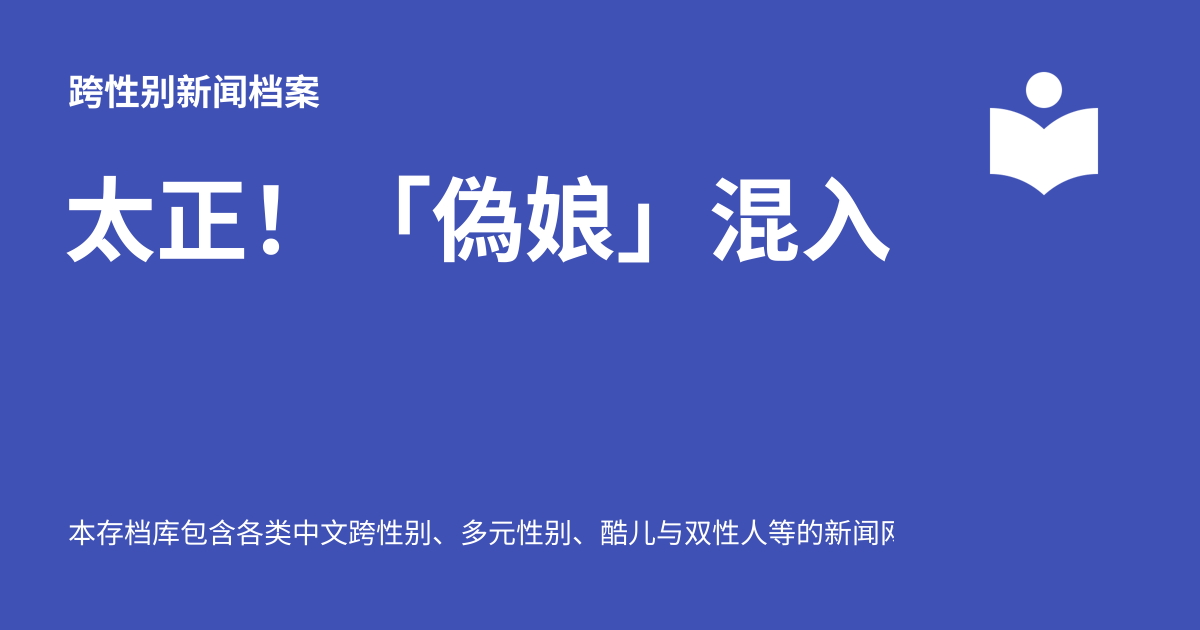 跨性别新闻档案
太正！「偽娘」混入
本存档库包含各类中文跨性别、多元性别、酷儿与双性人等的新闻网